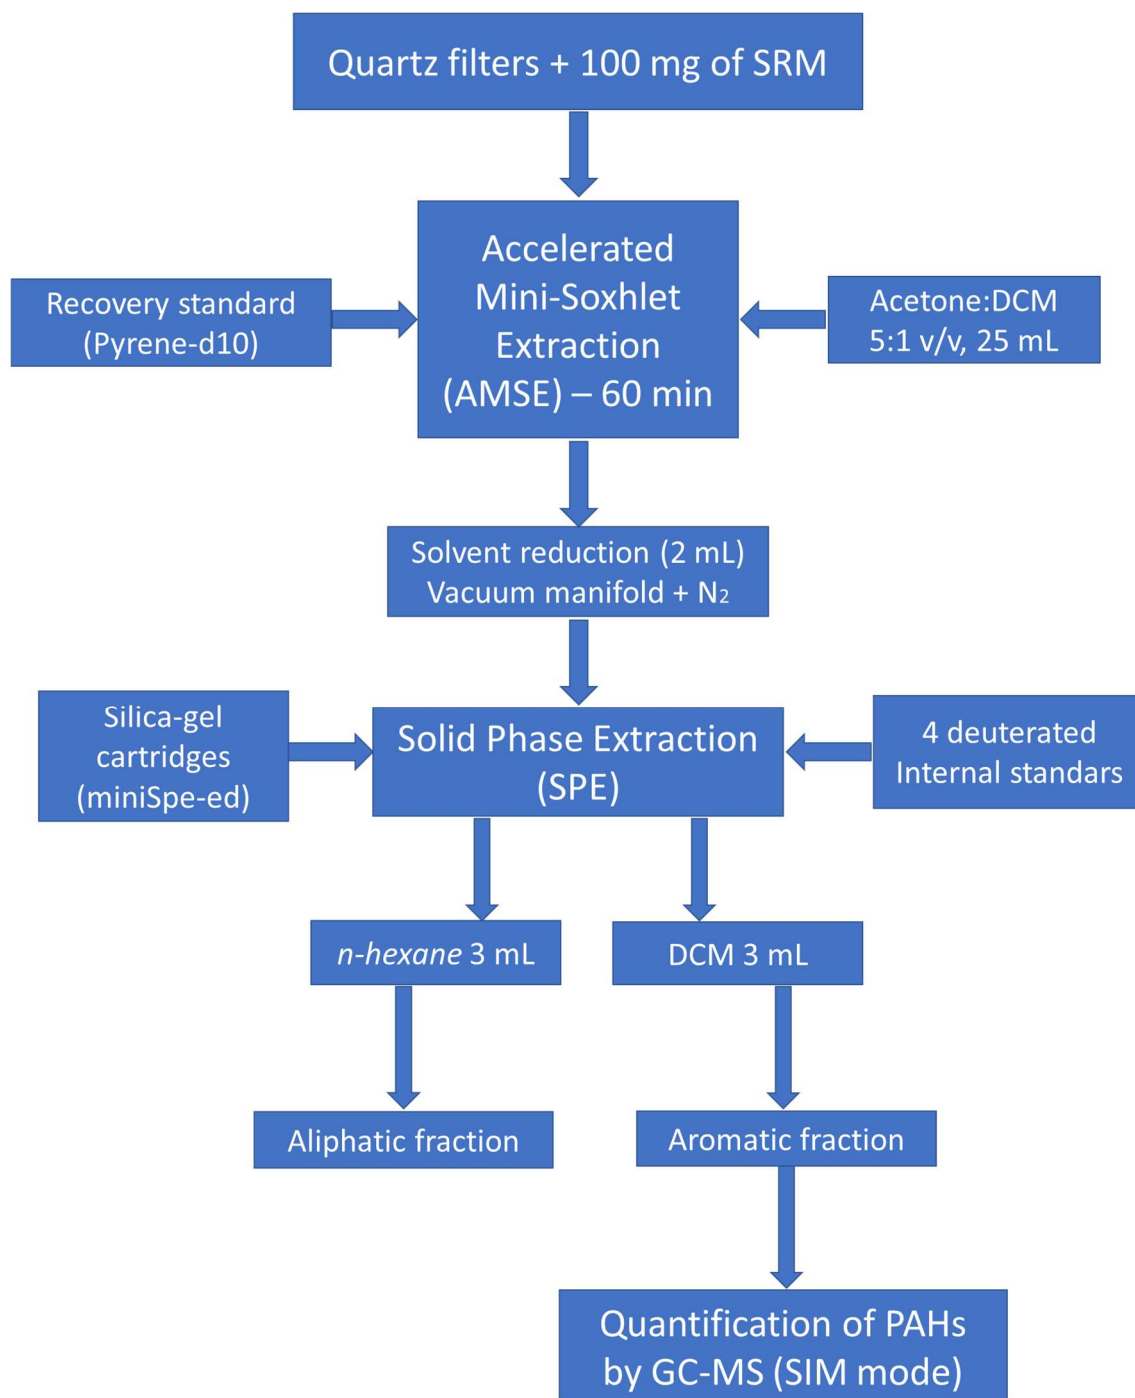 Quartz filters + 100 mg of SRM
Accelerated
Mini-Soxhlet
Extraction
(AMSE) – 60 min
Recovery standard
(Pyrene-d10)
Acetone:DCM
5:1 v/v, 25 mL
Solvent reduction (2 mL)
Vacuum manifold + N₂
Silica-gel
cartridges
(miniSpe-ed)
Solid Phase Extraction
(SPE)
4 deuterated
Internal standars
n-hexane 3 mL
DCM 3 mL
Aliphatic fraction
Aromatic fraction
Quantification of PAHs
by GC-MS (SIM mode)